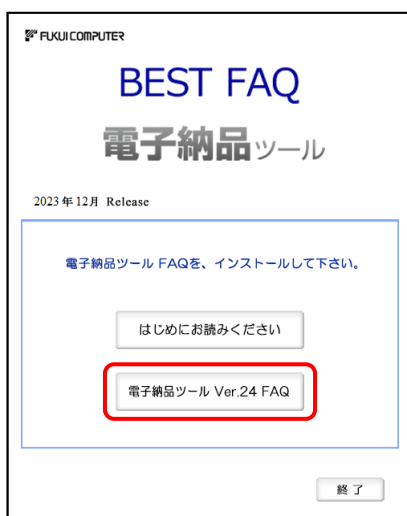 FUKUI COMPUTER
BEST FAQ
電子納品ツール
2023年12月 Release
電子納品ツール FAQを、インストールして下さい。
はじめにお読みください
電子納品ツール Ver.24 FAQ
終了